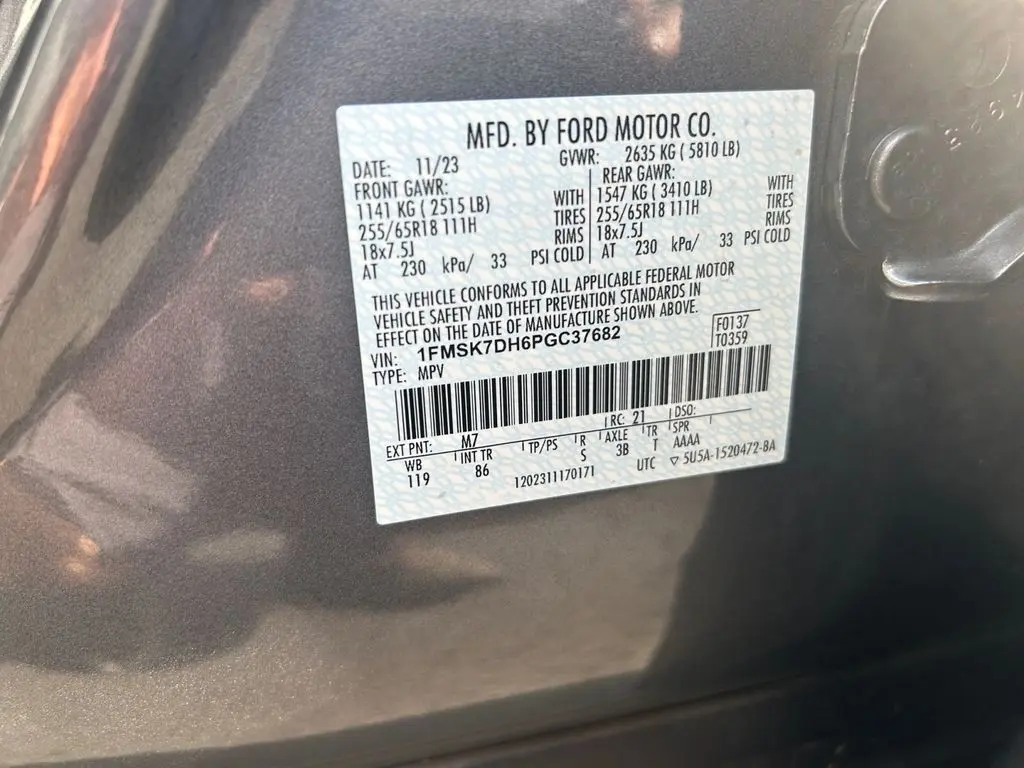 MFD. BY FORD MOTOR CO.
DATE: 11/23 GVWR: 2635 KG ( 5810 LB)
FRONT GAWR: REAR GAWR:
1141 KG ( 2515 LB) WITH 1547 KG ( 3410 LB) WITH
255/65R18 111H TIRES 255/65R18 111H TIRES
18x7.5J RIMS 18x7.5J RIMS
AT 230 kPa/ 33 PSI COLD AT 230 kPa/ 33 PSI COLD
THIS VEHICLE CONFORMS TO ALL APPLICABLE FEDERAL MOTOR
VEHICLE SAFETY AND THEFT PREVENTION STANDARDS IN
EFFECT ON THE DATE OF MANUFACTURE SHOWN ABOVE.
VIN: 1FMSK7DH6PGC37682 F0137
TYPE: MPV T0359
EXT PNT: M7 RC: 21 DSO:
WB INT TR TP/PS R AXLE TR SPR
119 86 S 3B T AAAA
1202311170171 UTC ▽ 5U5A-1520472-BA